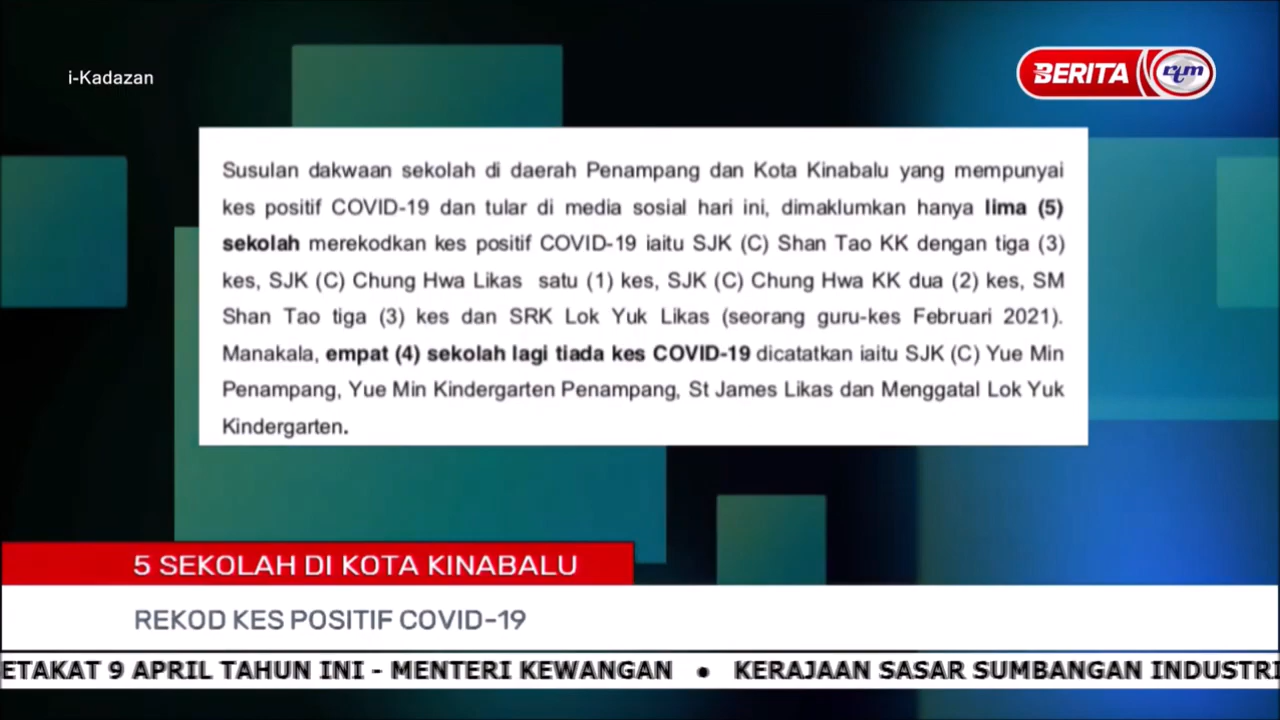 i-Kadazan
BERITA rtm
Susulan dakwaan sekolah di daerah Penampang dan Kota Kinabalu yang mempunyai
kes positif COVID-19 dan tular di media sosial hari ini, dimaklumkan hanya lima (5)
sekolah merekodkan kes positif COVID-19 iaitu SJK (C) Shan Tao KK dengan tiga (3)
kes, SJK (C) Chung Hwa Likas satu (1) kes, SJK (C) Chung Hwa KK dua (2) kes, SM
Shan Tao tiga (3) kes dan SRK Lok Yuk Likas (seorang guru-kes Februari 2021).
Manakala, empat (4) sekolah lagi tiada kes COVID-19 dicatatkan iaitu SJK (C) Yue Min
Penampang, Yue Min Kindergarten Penampang, St James Likas dan Menggatal Lok Yuk
Kindergarten.
5 SEKOLAH DI KOTA KINABALU
REKOD KES POSITIF COVID-19
ETAKAT 9 APRIL TAHUN INI - MENTERI KEWANGAN • KERAJAAN SASAR SUMBANGAN INDUSTRI